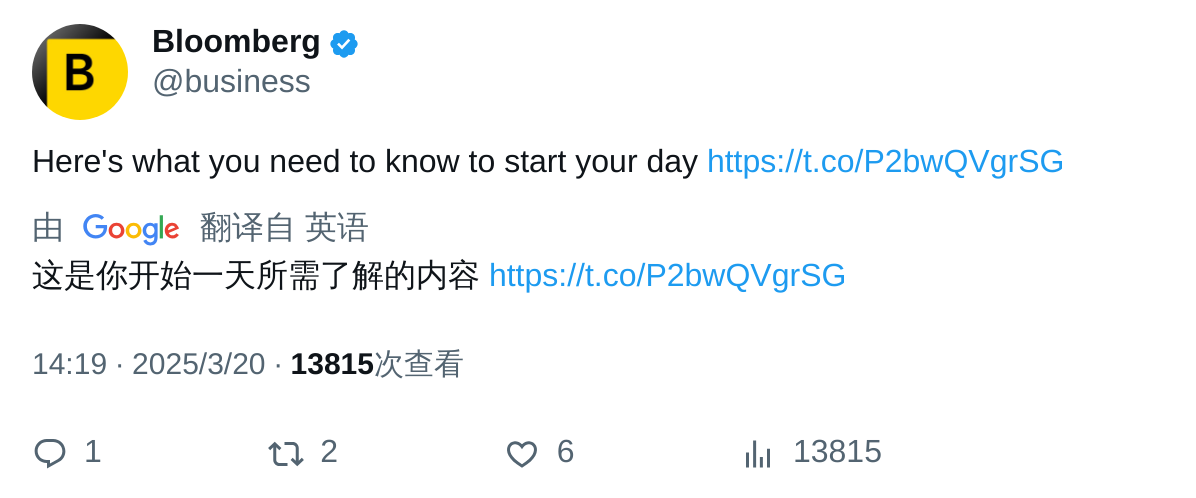 B
Bloomberg
@business
Here's what you need to know to start your day https://t.co/P2bwQVgrSG
由 Google 翻译自 英语
这是你开始一天所需了解的内容 https://t.co/P2bwQVgrSG
14:19 · 2025/3/20 · 13815次查看
1 2 6 13815